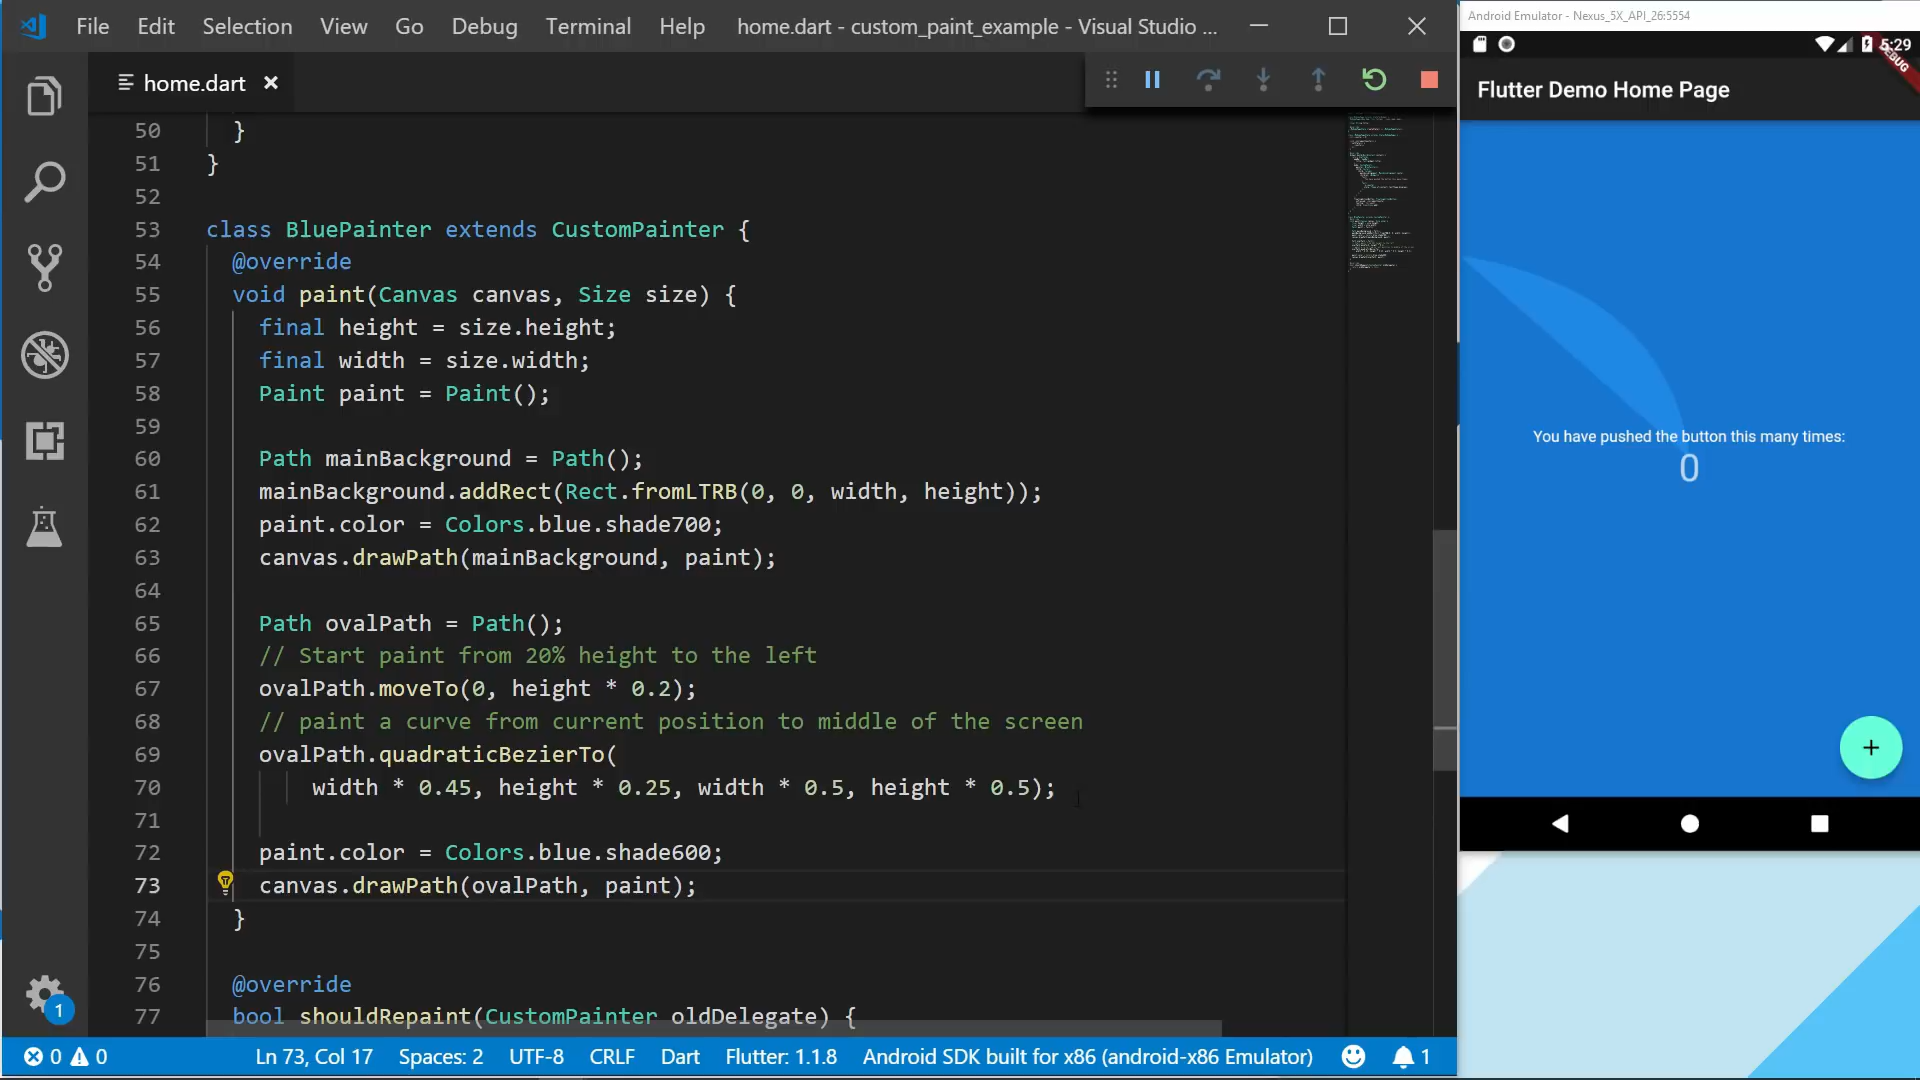 File Edit Selection View Go Debug Terminal Help home.dart - custom_paint_example - Visual Studio ...
home.dart
50 }
51 }
52
53 class BluePainter extends CustomPainter {
54 @override
55 void paint(Canvas canvas, Size size) {
56 final height = size.height;
57 final width = size.width;
58 Paint paint = Paint();
59
60 Path mainBackground = Path();
61 mainBackground.addRect(Rect.fromLTRB(0, 0, width, height));
62 paint.color = Colors.blue.shade700;
63 canvas.drawPath(mainBackground, paint);
64
65 Path ovalPath = Path();
66 // Start paint from 20% height to the left
67 ovalPath.moveTo(0, height * 0.2);
68 // paint a curve from current position to middle of the screen
69 ovalPath.quadraticBezierTo(
70 width * 0.45, height * 0.25, width * 0.5, height * 0.5);
71
72 paint.color = Colors.blue.shade600;
73 canvas.drawPath(ovalPath, paint);
74 }
75
76 @override
77 bool shouldRepaint(CustomPainter oldDelegate) {
1
0 0 Ln 73, Col 17 Spaces: 2 UTF-8 CRLF Dart Flutter: 1.1.8 Android SDK built for x86 (android-x86 Emulator) 1
Android Emulator - Nexus_5X_API_26:5554
5:29
Flutter Demo Home Page
You have pushed the button this many times:
0
+